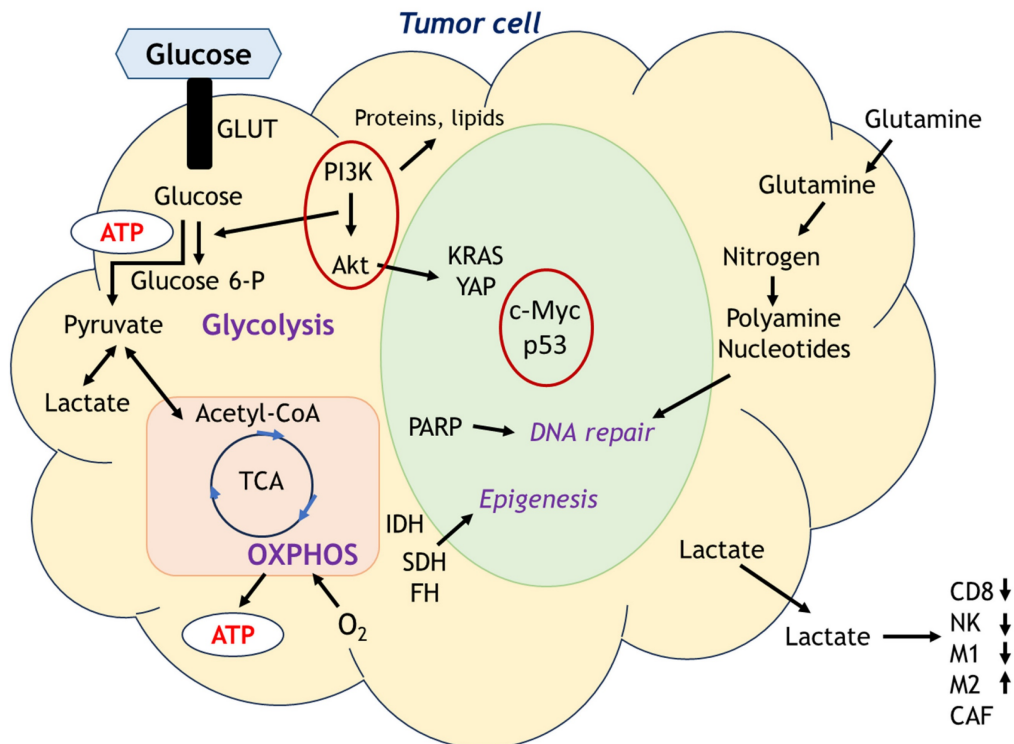 Tumor cell
Glucose
GLUT
Proteins, lipids
Glutamine
PI3K
Glucose
Glutamine
ATP
Akt
KRAS
YAP
Nitrogen
Glucose 6-P
c-Myc
p53
Pyruvate
Glycolysis
Polyamine
Nucleotides
Lactate
Acetyl-CoA
PARP
DNA repair
TCA
Epigenesis
IDH
OXPHOS
SDH
FH
Lactate
ATP
O2
Lactate
CD8
NK
M1
M2
CAF